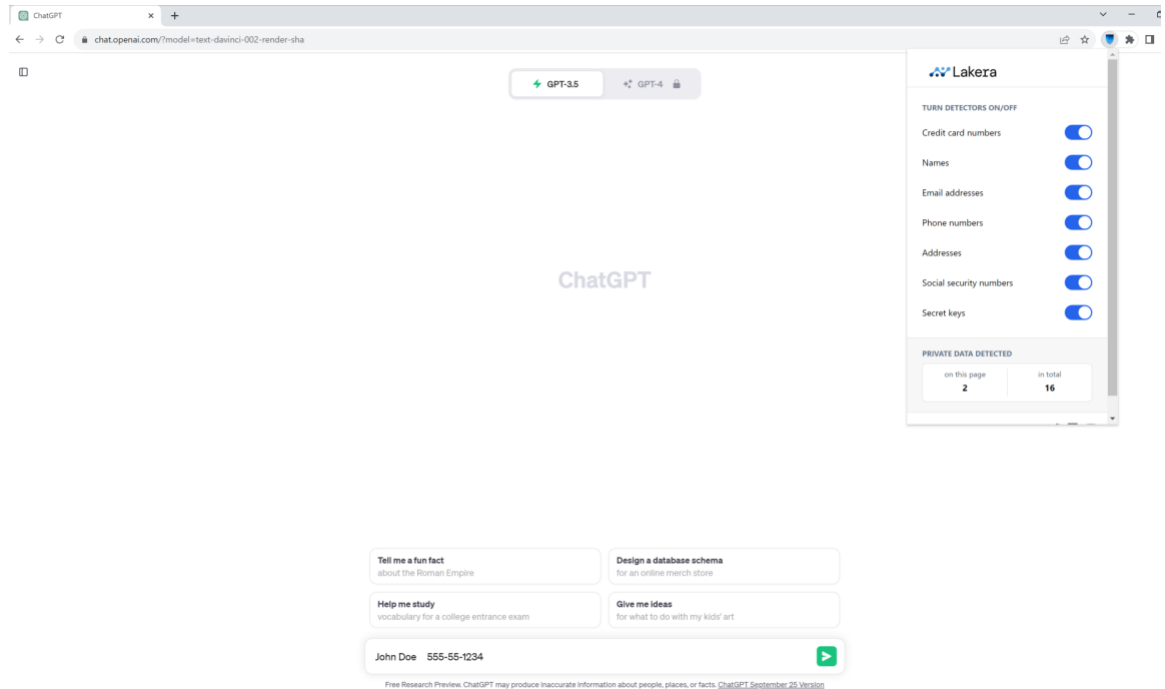 ChatGPT
chat.openai.com/?model=text-davinci-002-render-sha
GPT-3.5 GPT-4
ChatGPT
Lakera
TURN DETECTORS ON/OFF
Credit card numbers
Names
Email addresses
Phone numbers
Addresses
Social security numbers
Secret keys
PRIVATE DATA DETECTED
on this page in total
2 16
Tell me a fun fact
about the Roman Empire
Design a database schema
for an online merch store
Help me study
vocabulary for a college entrance exam
Give me ideas
for what to do with my kids' art
John Doe 555-55-1234
Free Research Preview. ChatGPT may produce inaccurate information about people, places, or facts. ChatGPT September 25 Version